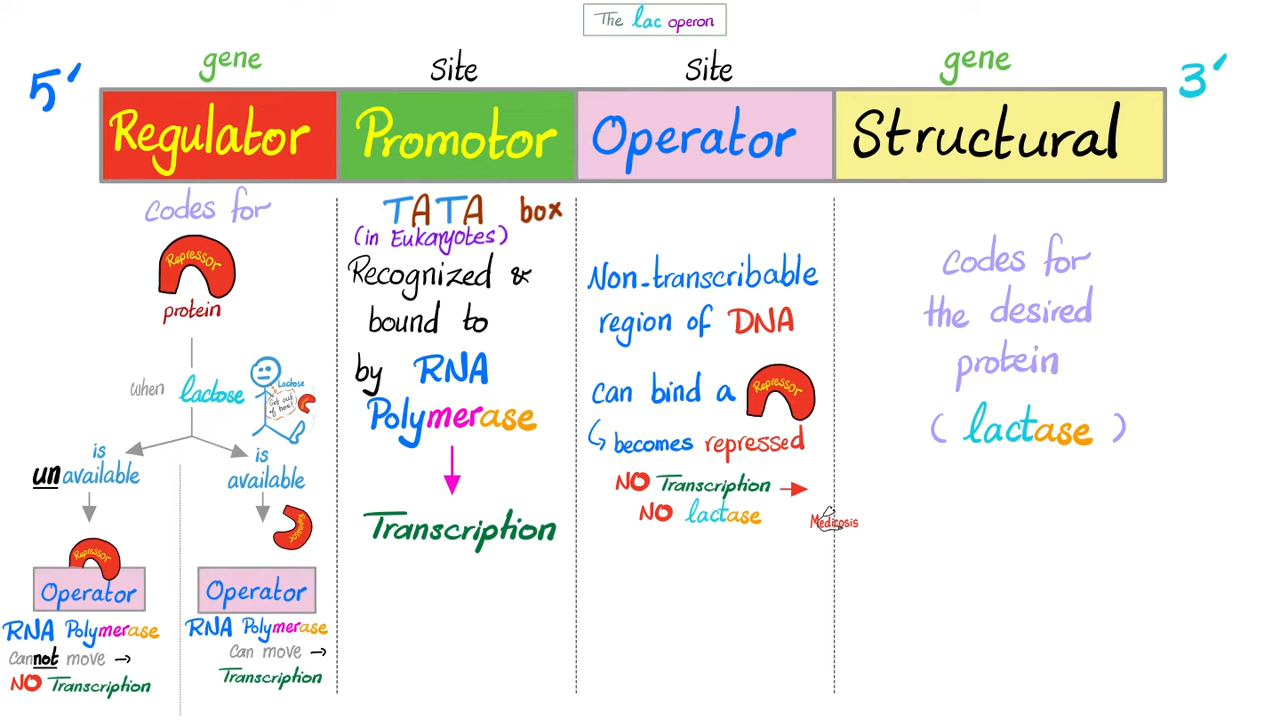 The lac operon
5′
gene
site
site
gene
3′
Regulator
Promotor
Operator
Structural
codes for
Repressor
protein
when lactose
Lactose
Get out
of here!
is
unavailable
is
available
Repressor
Repressor
Operator
Operator
RNA Polymerase
cannot move →
NO Transcription
RNA Polymerase
can move →
Transcription
TATA box
(in Eukaryotes)
Recognized &
bound to
by RNA
Polymerase
Transcription
Non-transcribable
region of DNA
can bind a Repressor
becomes repressed
NO Transcription →
NO lactase
Medicosis
codes for
the desired
protein
(lactase)